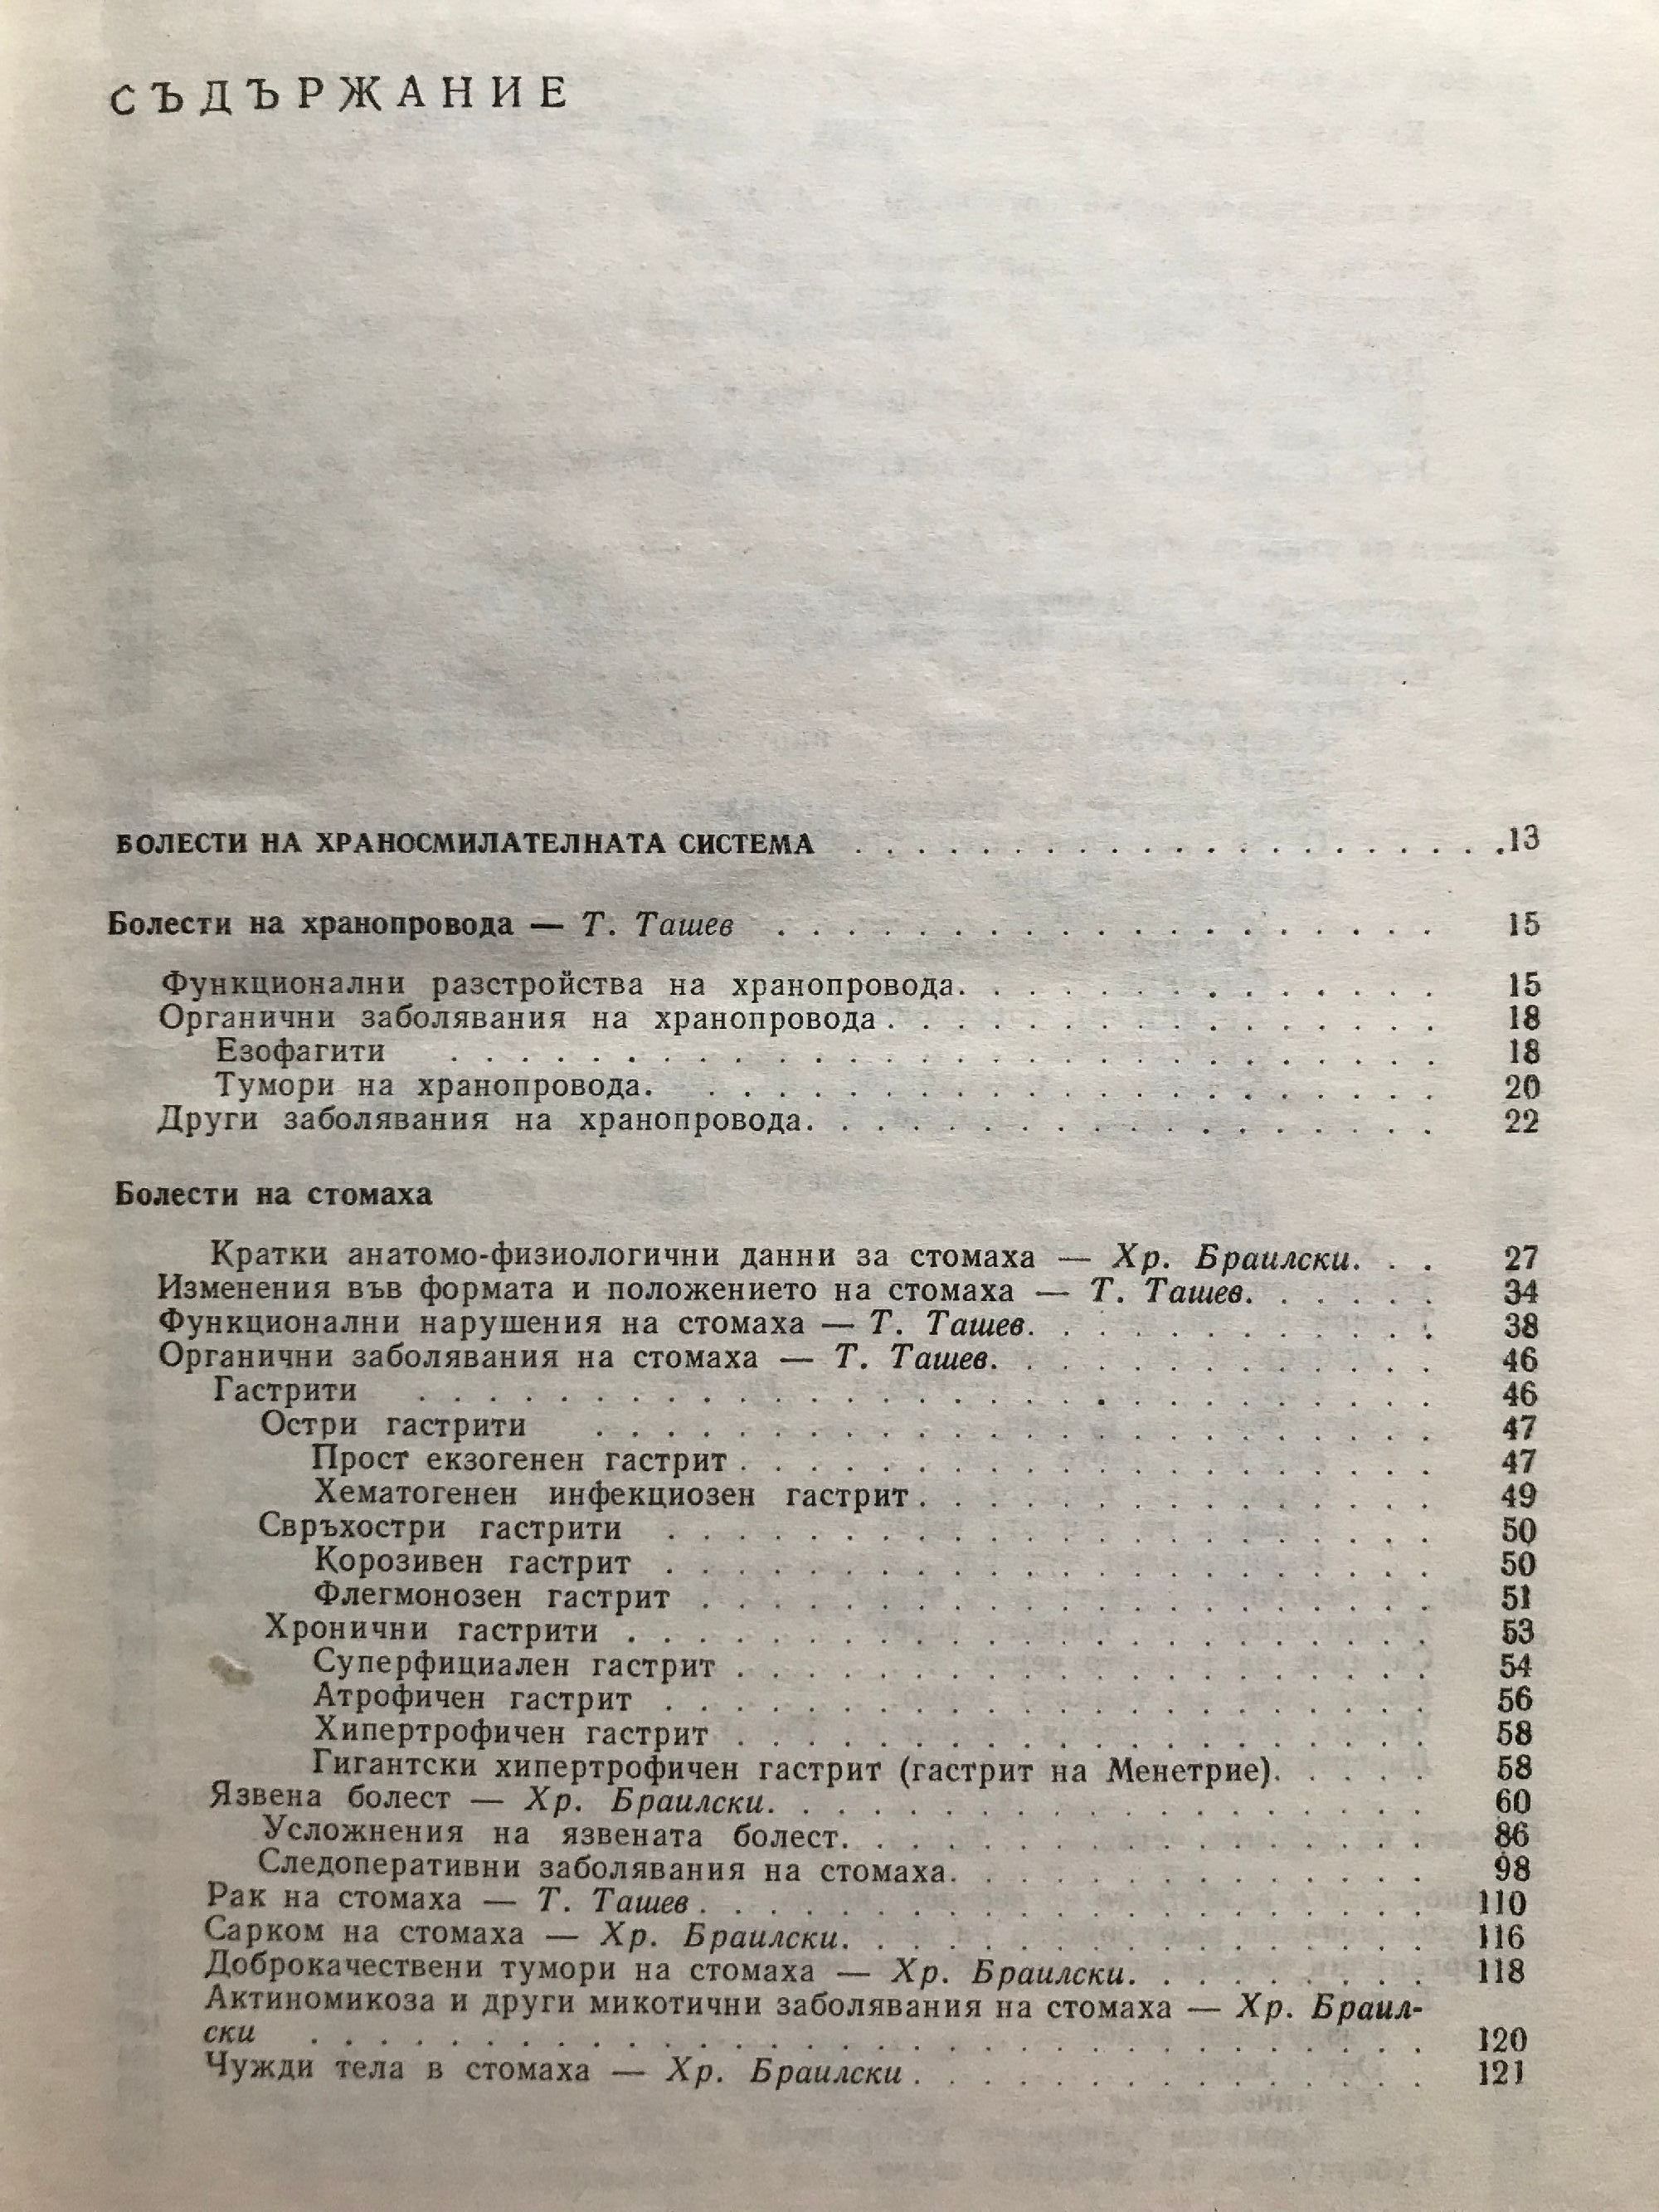 СЪДЪРЖАНИЕ
БОЛЕСТИ НА ХРАНОСМИЛАТЕЛНАТА СИСТЕМА . . . . . . . . . . . . . . . . . . . . 13
Болести на хранопровода — Т. Ташев . . . . . . . . . . . . . . . . . . . 15
Функционални разстройства на хранопровода. . . . . . . . . . . . . . 15
Органични заболявания на хранопровода . . . . . . . . . . . . . . . . 18
Езофагити . . . . . . . . . . . . . . . . . . . . . . . . . . . 18
Тумори на хранопровода. . . . . . . . . . . . . . . . . . . . . 20
Други заболявания на хранопровода. . . . . . . . . . . . . . . . . . 22
Болести на стомаха
Кратки анатомо-физиологични данни за стомаха — Хр. Браилски. . . 27
Изменения във формата и положението на стомаха — Т. Ташев. . . . . . 34
Функционални нарушения на стомаха — Т. Ташев. . . . . . . . . . . . 38
Органични заболявания на стомаха — Т. Ташев. . . . . . . . . . . . . 46
Гастрити . . . . . . . . . . . . . . . . . . . . . . . . . . . . 46
Остри гастрити . . . . . . . . . . . . . . . . . . . . . . 47
Прост екзогенен гастрит . . . . . . . . . . . . . . . . . . 47
Хематогенен инфекциозен гастрит . . . . . . . . . . . . . . 49
Свръхостри гастрити . . . . . . . . . . . . . . . . . . . . 50
Корозивен гастрит . . . . . . . . . . . . . . . . . . . . 50
Флегмонозен гастрит . . . . . . . . . . . . . . . . . . . 51
Хронични гастрити . . . . . . . . . . . . . . . . . . . . . 53
Суперфициален гастрит . . . . . . . . . . . . . . . . . . 54
Атрофичен гастрит . . . . . . . . . . . . . . . . . . . . 56
Хипертрофичен гастрит . . . . . . . . . . . . . . . . . . 58
Гигантски хипертрофичен гастрит (гастрит на Менетрие). . . . . 58
Язвена болест — Хр. Браилски. . . . . . . . . . . . . . . . . . 60
Усложнения на язвената болест. . . . . . . . . . . . . . . . 86
Следоперативни заболявания на стомаха. . . . . . . . . . . . . 98
Рак на стомаха — Т. Ташев . . . . . . . . . . . . . . . . . . . . 110
Сарком на стомаха — Хр. Браилски. . . . . . . . . . . . . . . . 116
Доброкачествени тумори на стомаха — Хр. Браилски. . . . . . . . . 118
Актиномикоза и други микотични заболявания на стомаха — Хр. Браил-
ски . . . . . . . . . . . . . . . . . . . . . . . . . . . . . . 120
Чужди тела в стомаха — Хр. Браилски . . . . . . . . . . . . . . 121